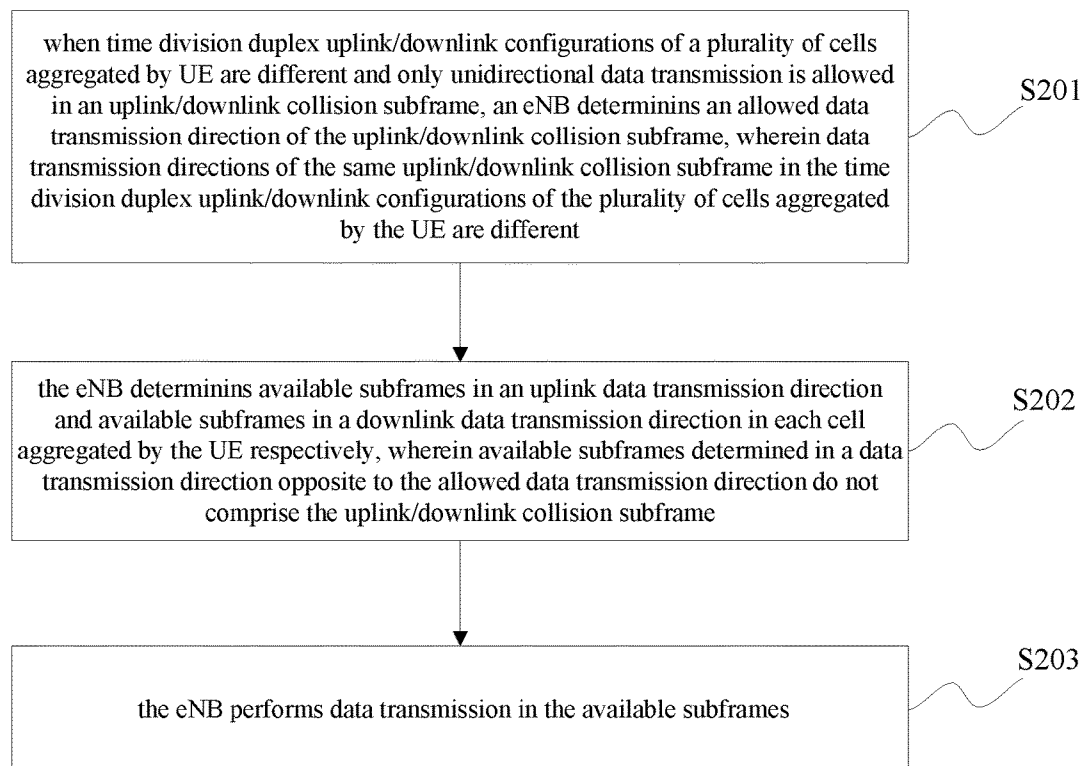 when time division duplex uplink/downlink configurations of a plurality of cells
aggregated by UE are different and only unidirectional data transmission is allowed
in an uplink/downlink collision subframe, an eNB determinins an allowed data
transmission direction of the uplink/downlink collision subframe, wherein data
transmission directions of the same uplink/downlink collision subframe in the time
division duplex uplink/downlink configurations of the plurality of cells aggregated
by the UE are different
S201
the eNB determinins available subframes in an uplink data transmission direction
and available subframes in a downlink data transmission direction in each cell
aggregated by the UE respectively, wherein available subframes determined in a data
transmission direction opposite to the allowed data transmission direction do not
comprise the uplink/downlink collision subframe
S202
the eNB performs data transmission in the available subframes
S203